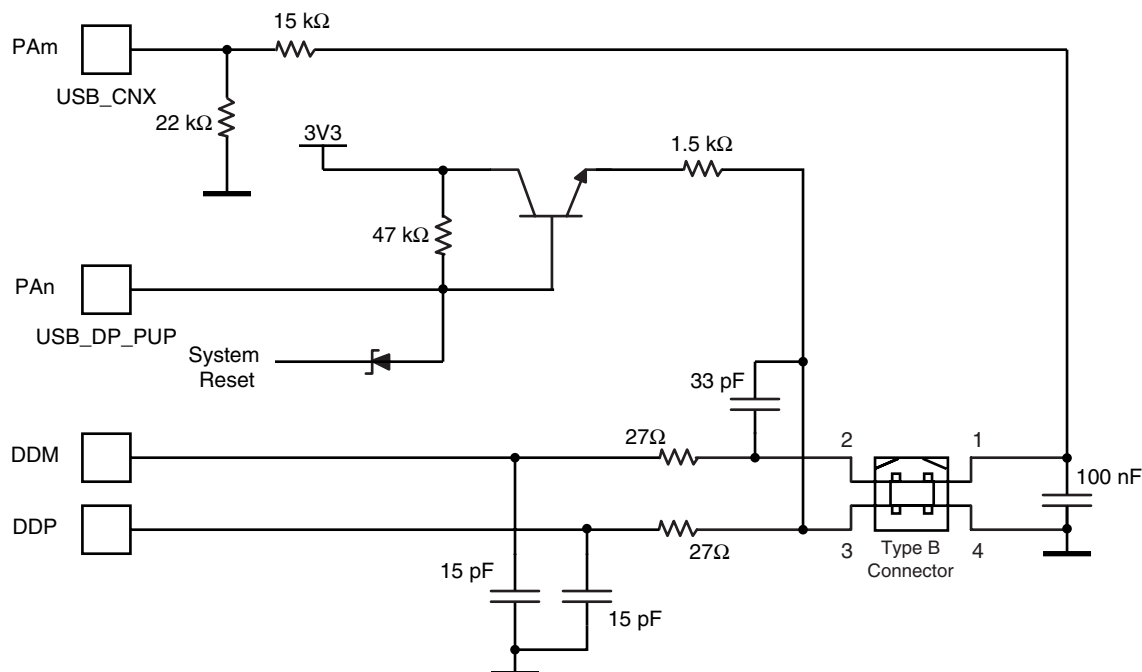 15 kΩ
PAm
USB_CNX
22 kΩ
3V3
1.5 kΩ
47 kΩ
PAn
USB_DP_PUP
System
Reset
33 pF
DDM
27Ω
2
1
100 nF
DDP
27Ω
3
Type B
Connector
4
15 pF
15 pF